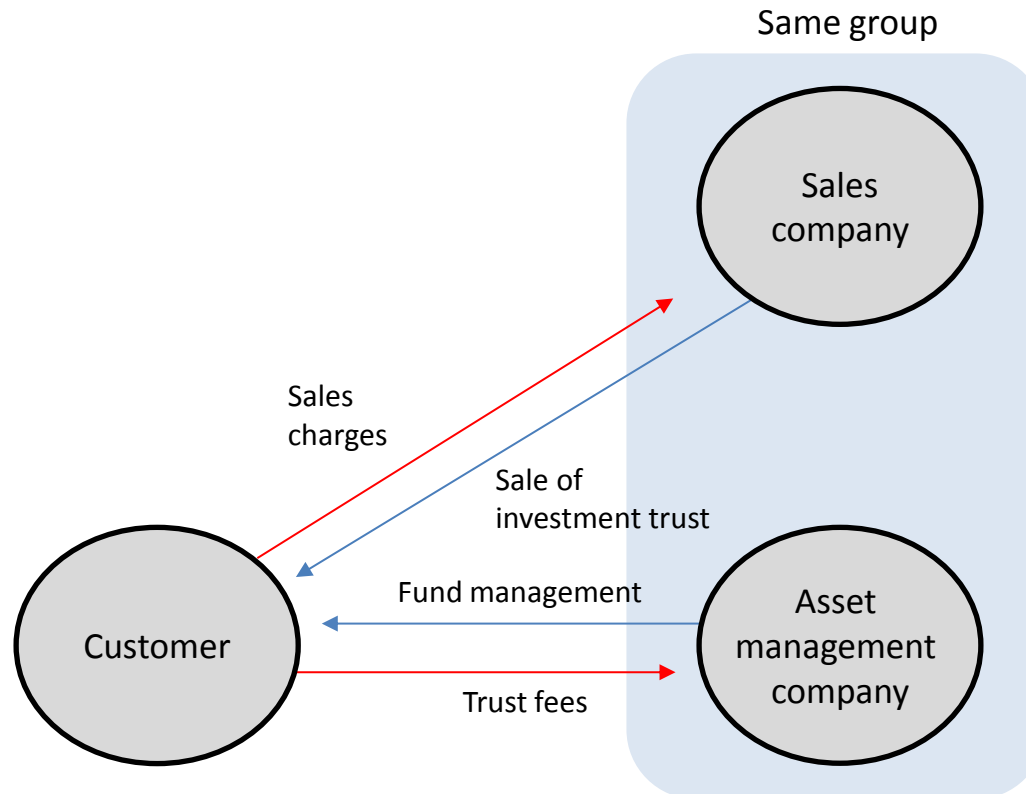 Same group
Sales
company
Sales
charges
Sale of
investment trust
Fund management
Customer
Asset
management
company
Trust fees